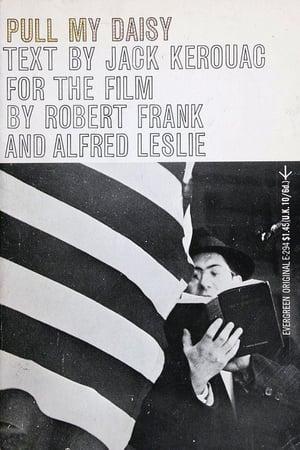 PULL MY DAISY
TEXT BY JACK KEROUAC
FOR THE FILM
BY ROBERT FRANK
AND ALFRED LESLIE
EVERGREEN ORIGINAL E-294 $1.45 (U.K. 10/6d.)